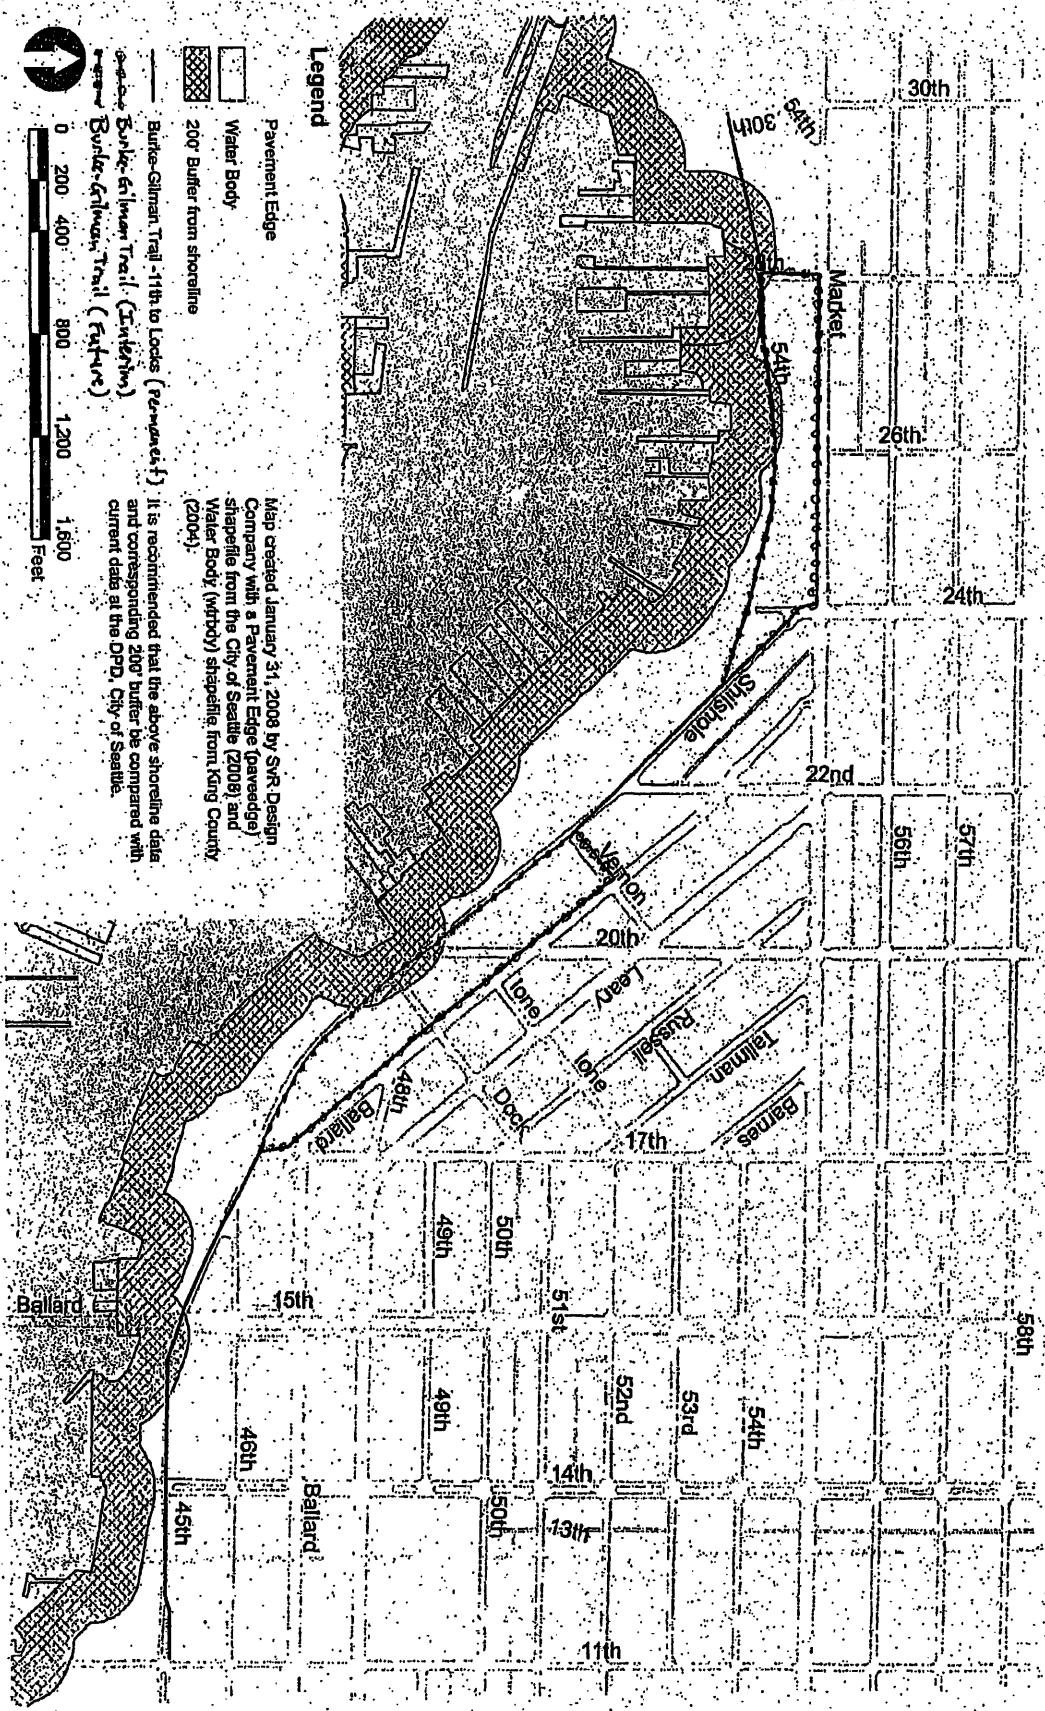 30th
54th
30th
28th
Market
54th
26th
24th
Shilshole
22nd
56th
57th
Vernon
20th
Ione
Leary
Ione
Russell
Tallman
Barnes
Dock
48th
Ballard
17th
49th
50th
15th
Ballard
51st
58th
49th
52nd
53rd
54th
46th
14th
45th
Ballard
50th
13th
11th
Legend
Pavement Edge
Water Body
200' Buffer from shoreline
Burke-Gilman Trail -11th to Locks (permanent)
Burke-Gilman Trail (Interim)
Burke-Gilman Trail (Future)
0 200 400 800 1,200 1,600
Feet
Map created January 31, 2008 by SvR Design
Company with a Pavement Edge (paveedge)
shapefile from the City of Seattle (2008) and
Water Body (wtrbdy) shapefile from King County
(2004).
It is recommended that the above shoreline data
and corresponding 200' buffer be compared with
current data at the DPD, City of Seattle.